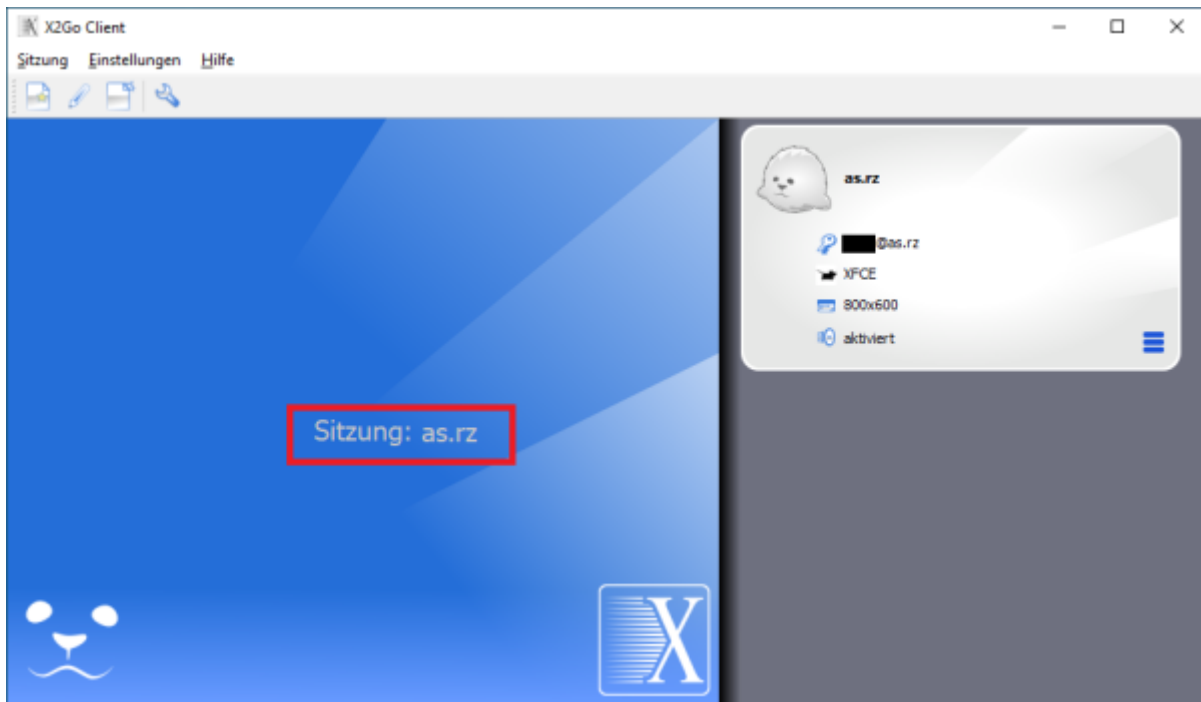 X2Go Client
Sitzung Einstellungen Hilfe
Sitzung: as.rz
X
as.rz
@as.rz
XFCE
800x600
aktiviert